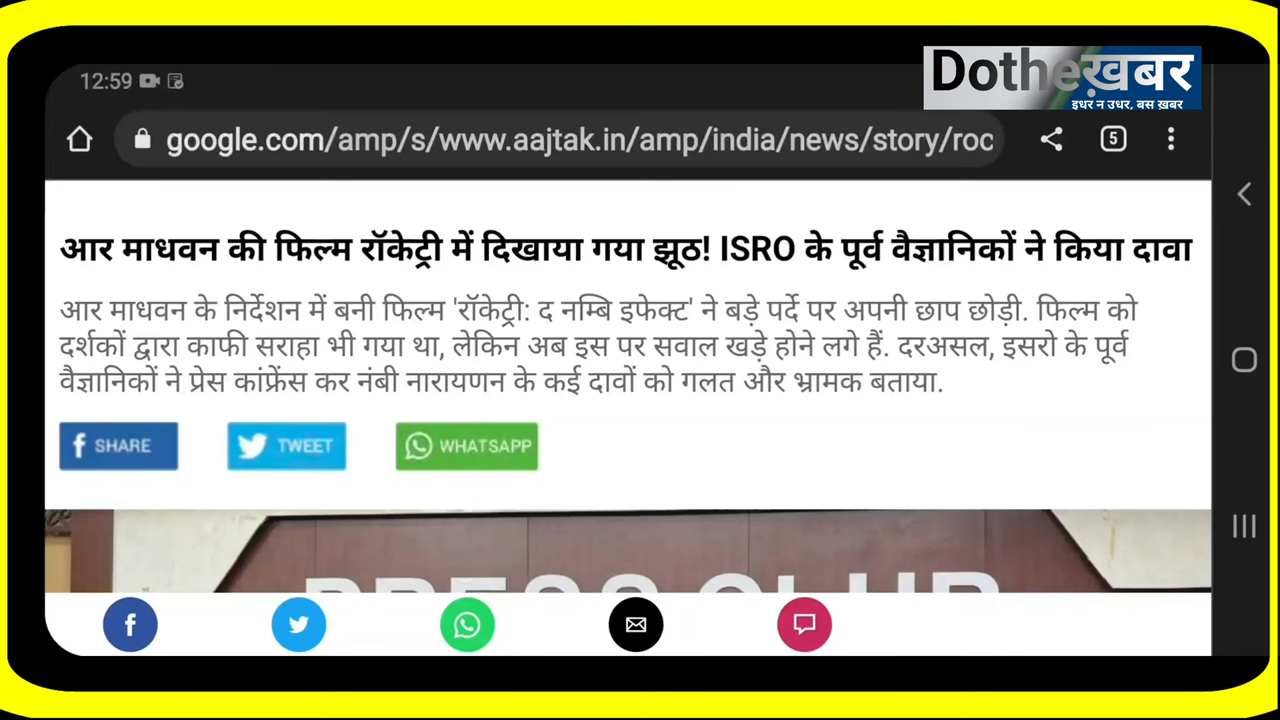 Dotheख़बर
इधर न उधर, बस ख़बर
12:59
google.com/amp/s/www.aajtak.in/amp/india/news/story/roc
5
आर माधवन की फिल्म रॉकेट्री में दिखाया गया झूठ! ISRO के पूर्व वैज्ञानिकों ने किया दावा
आर माधवन के निर्देशन में बनी फिल्म 'रॉकेट्री: द नम्बि इफेक्ट' ने बड़े पर्दे पर अपनी छाप छोड़ी. फिल्म को
दर्शकों द्वारा काफी सराहा भी गया था, लेकिन अब इस पर सवाल खड़े होने लगे हैं. दरअसल, इसरो के पूर्व
वैज्ञानिकों ने प्रेस कांफ्रेंस कर नंबी नारायणन के कई दावों को गलत और भ्रामक बताया.
f SHARE
TWEET
WHATSAPP
PRESS CLUB
f